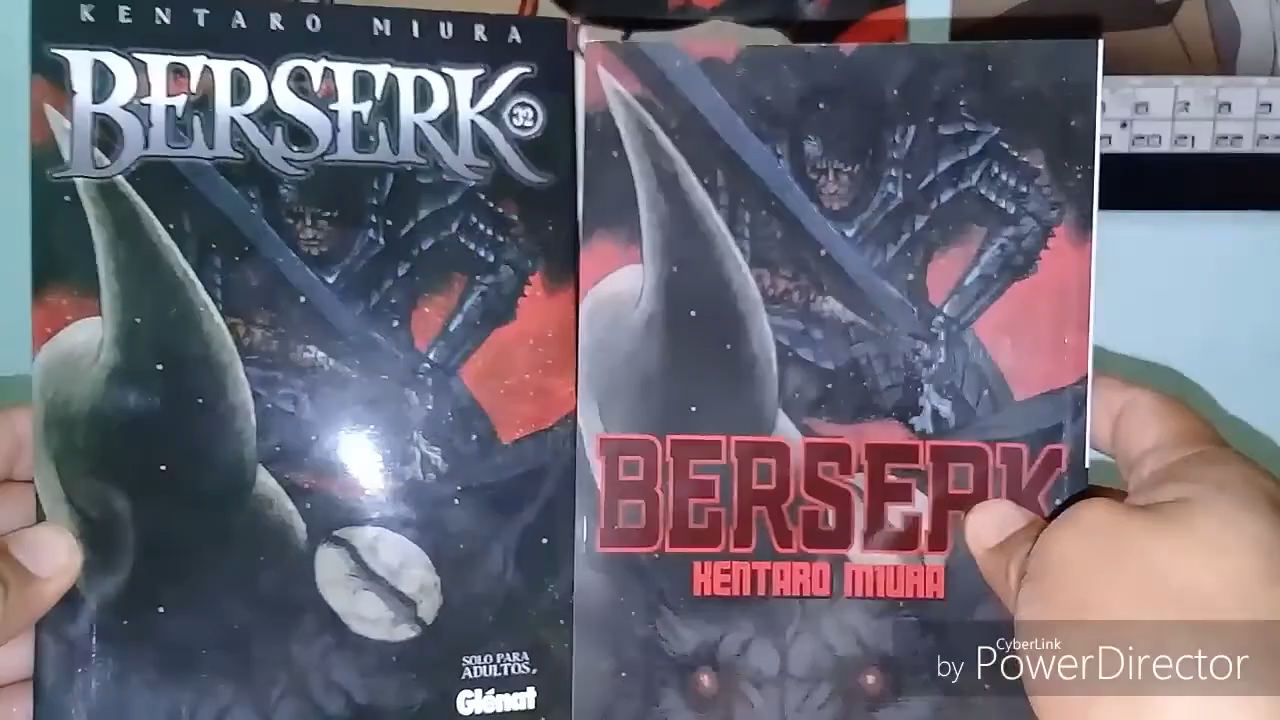 KENTARO MIURA
BERSERK
32
SOLO PARA
ADULTOS.
Glénat
BERSERK
KENTARO MIURA
CyberLink
by PowerDirector